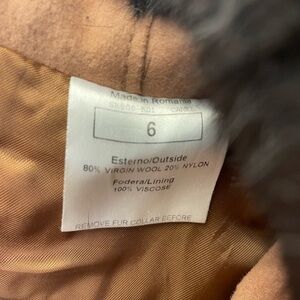 Made in Romania
6
Esterno/Outside
80% VIRGIN WOOL 20% NYLON
Fodera/Lining
100% VISCOSE
REMOVE FUR COLLAR BEFORE